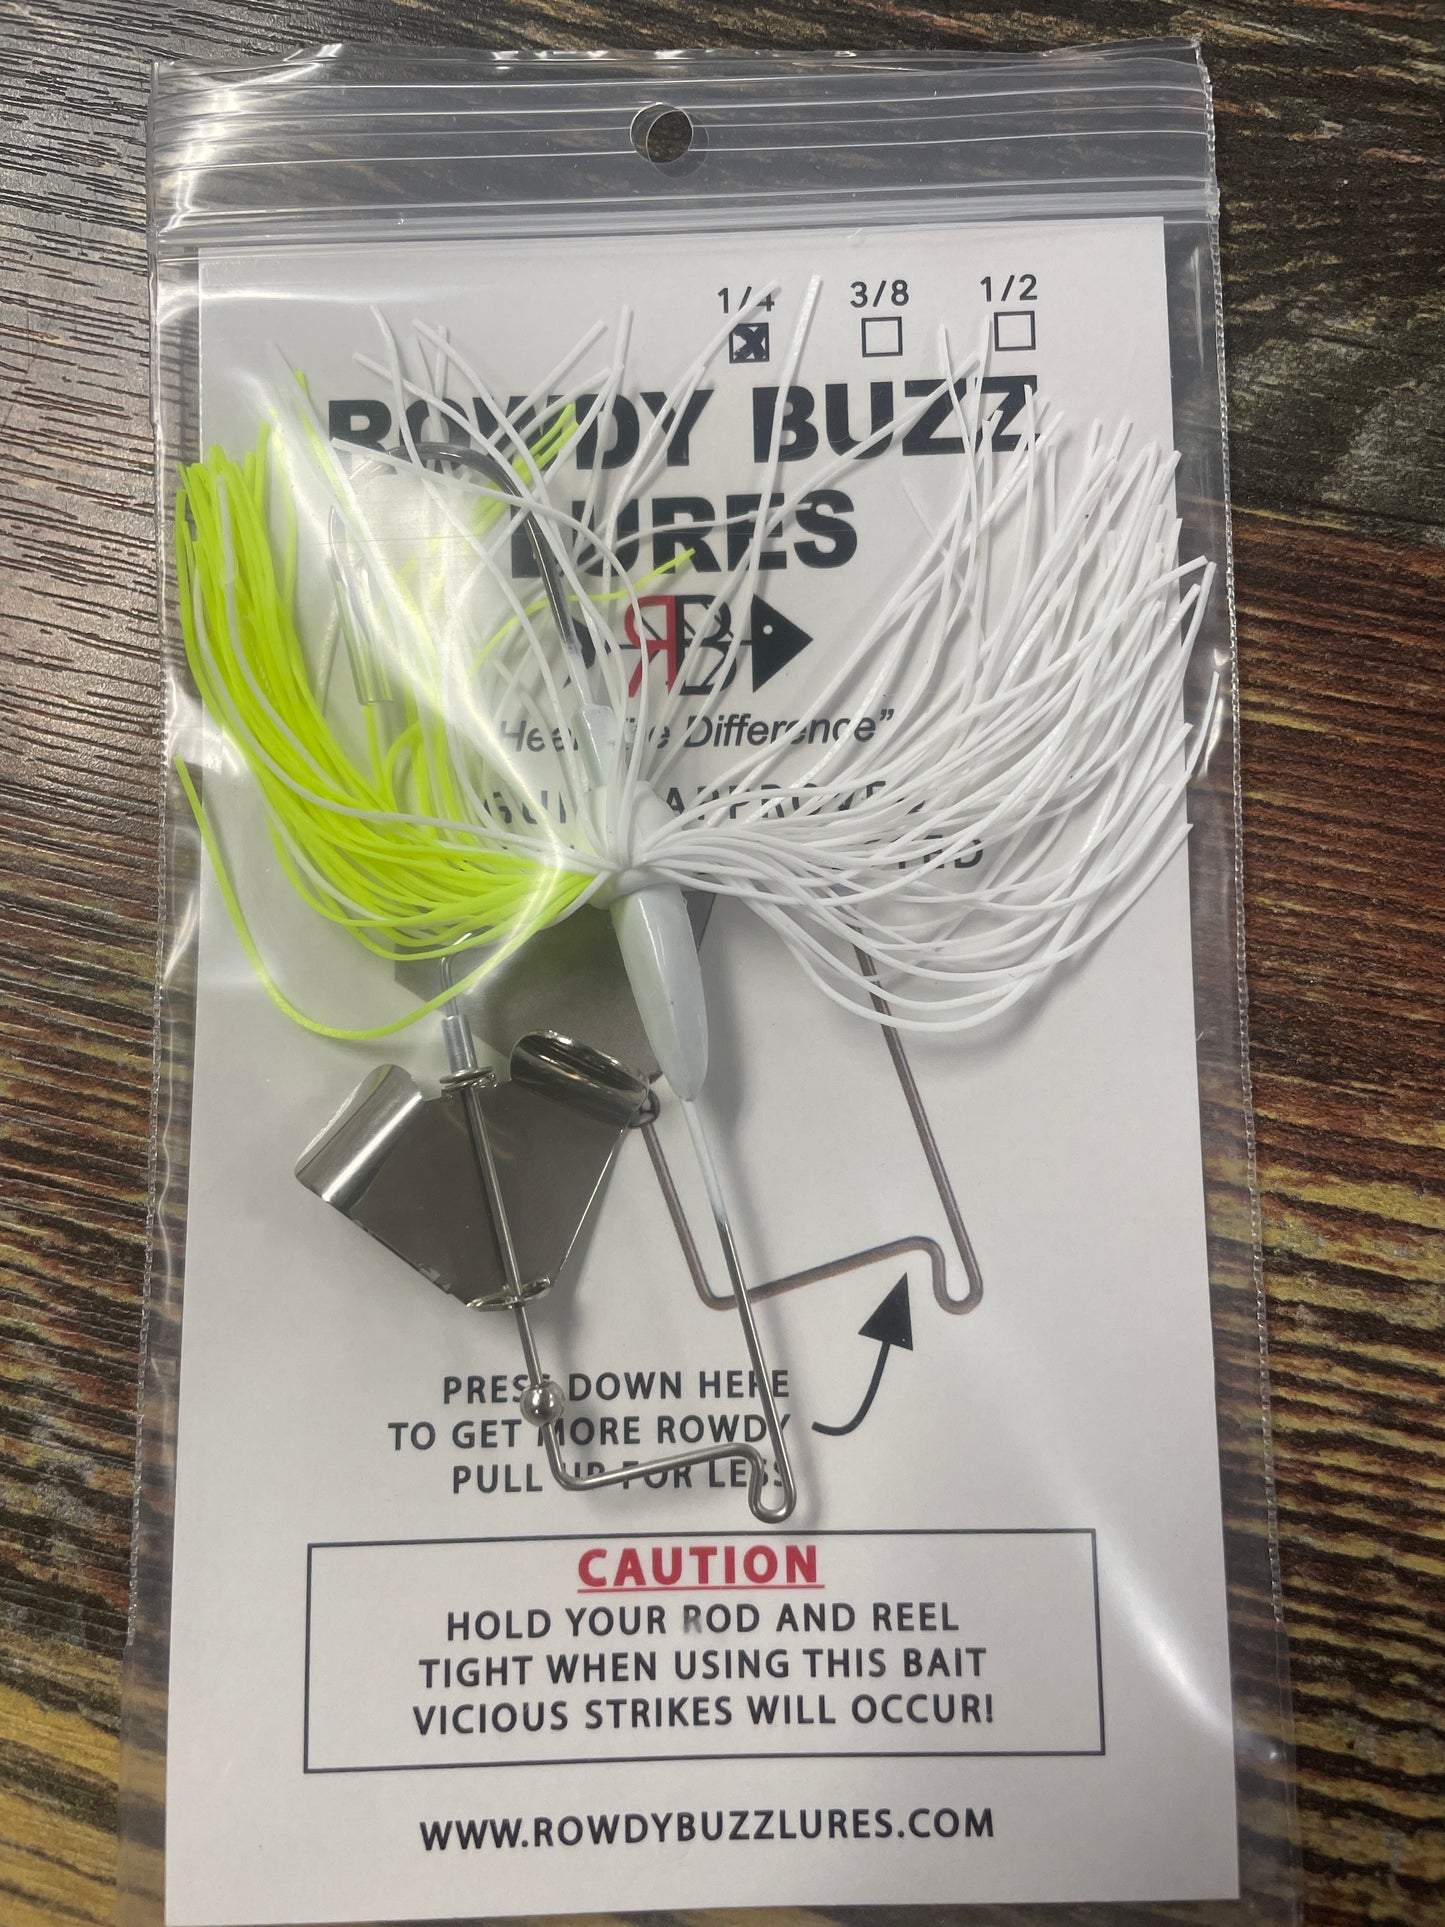 1/4 3/8 1/2
ROWDY BUZZ
LURES
RB
"Hear The Difference"
APPROVED
PRESS DOWN HERE
TO GET MORE ROWDY
PULL UP FOR LESS
CAUTION
HOLD YOUR ROD AND REEL
TIGHT WHEN USING THIS BAIT
VICIOUS STRIKES WILL OCCUR!
WWW.ROWDYBUZZLURES.COM